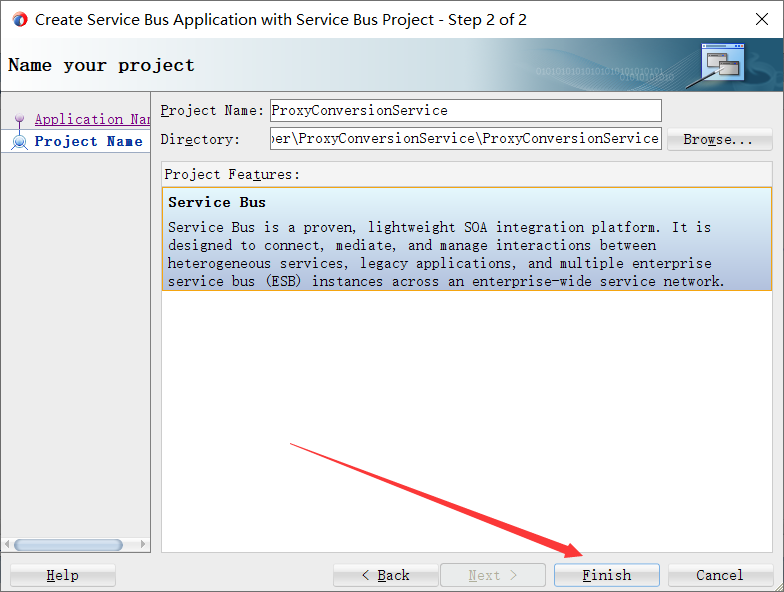 Create Service Bus Application with Service Bus Project - Step 2 of 2
Name your project
Application Nar
Project Name
Project Name: ProxyConversionService
Directory: per\ProxyConversionService\ProxyConversionService Browse...
Project Features:
Service Bus
Service Bus is a proven, lightweight SOA integration platform. It is
designed to connect, mediate, and manage interactions between
heterogeneous services, legacy applications, and multiple enterprise
service bus (ESB) instances across an enterprise-wide service network.
Help < Back Next > Finish Cancel